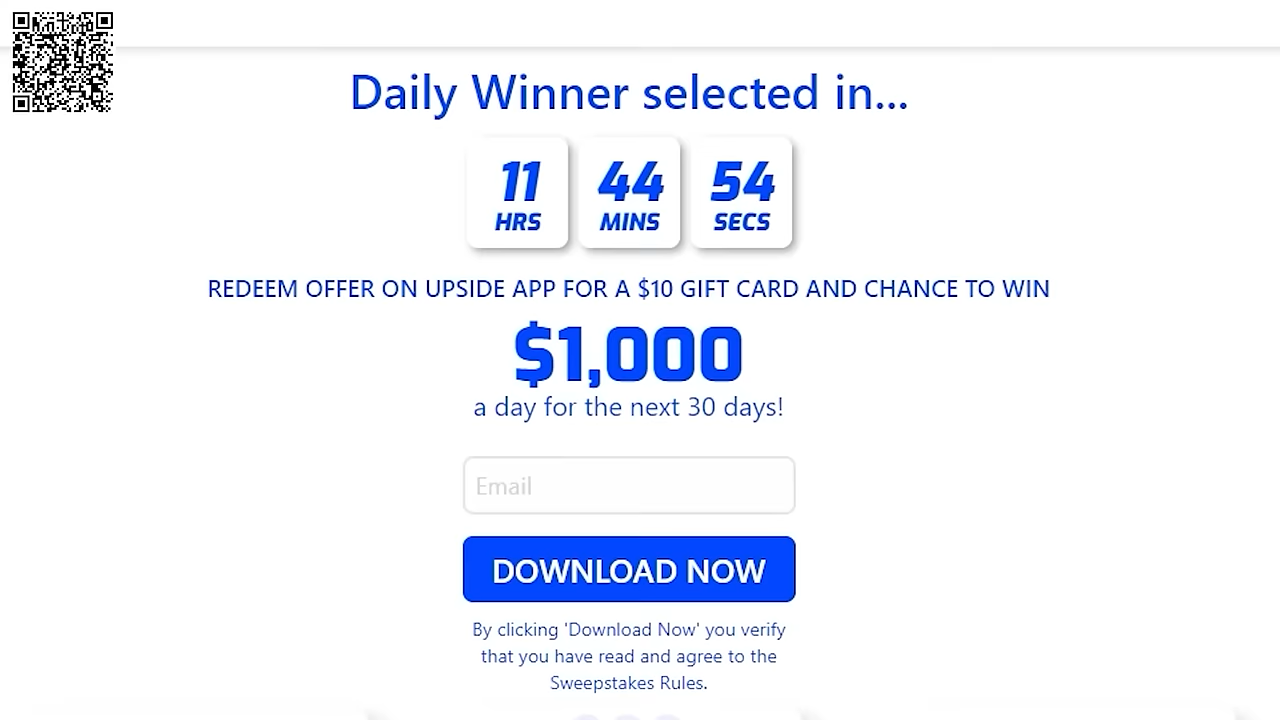 Daily Winner selected in...
11 44 54
HRS MINS SECS
REDEEM OFFER ON UPSIDE APP FOR A $10 GIFT CARD AND CHANCE TO WIN
$1,000
a day for the next 30 days!
Email
DOWNLOAD NOW
By clicking 'Download Now' you verify
that you have read and agree to the
Sweepstakes Rules.